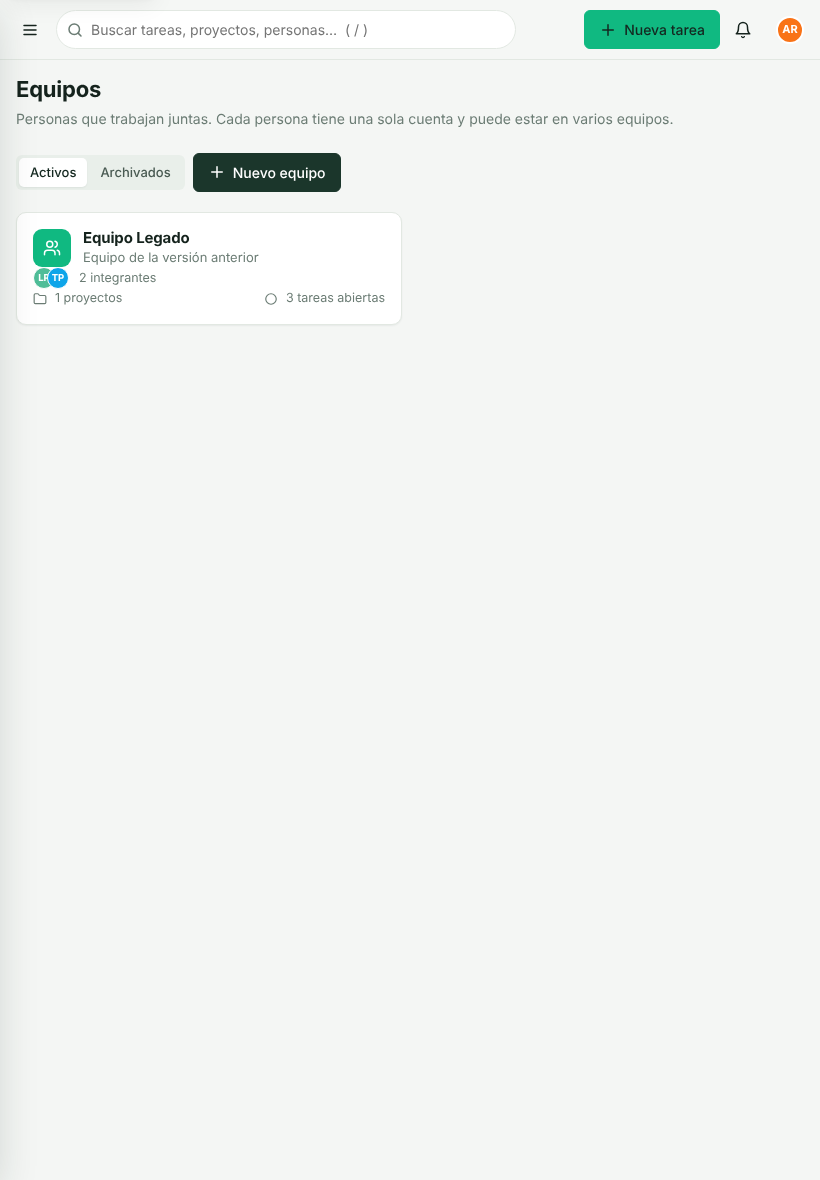 Buscar tareas, proyectos, personas... ( / )
Nueva tarea
AR
Equipos
Personas que trabajan juntas. Cada persona tiene una sola cuenta y puede estar en varios equipos.
Activos
Archivados
Nuevo equipo
Equipo Legado
Equipo de la versión anterior
TP
2 integrantes
1 proyectos
3 tareas abiertas